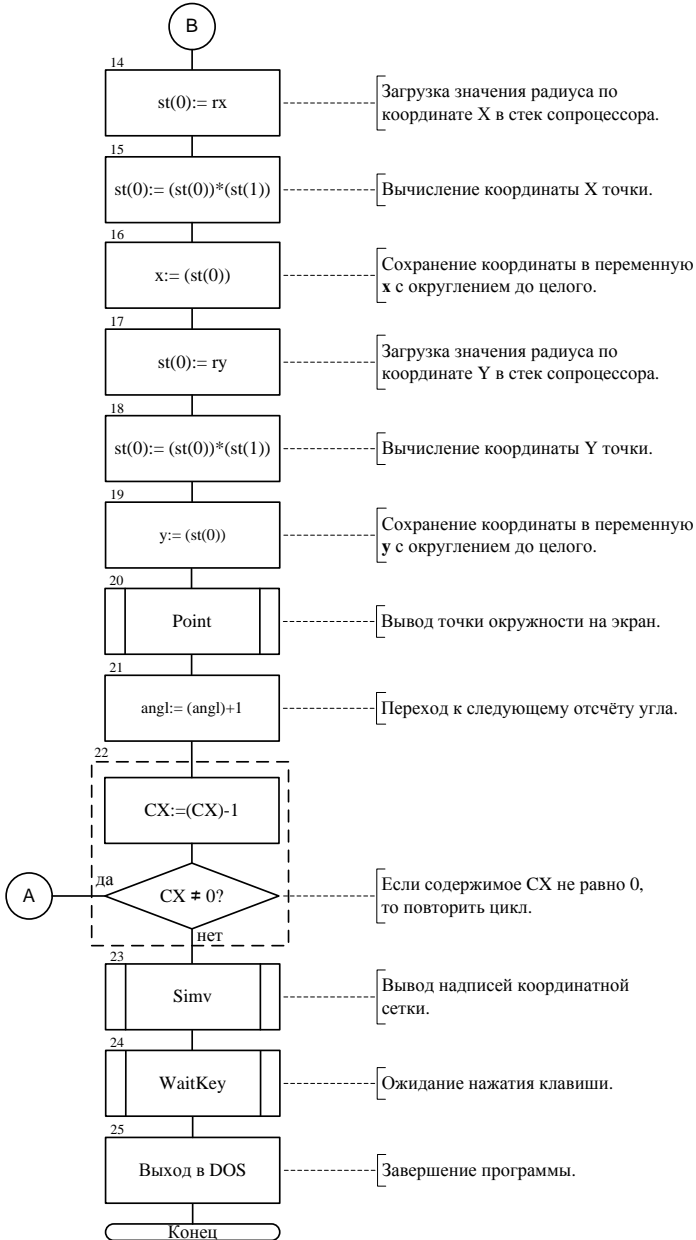 B
14
st(0):= rx
Загрузка значения радиуса по
координате X в стек сопроцессора.
15
st(0):= (st(0))*(st(1))
Вычисление координаты X точки.
16
x:= (st(0))
Сохранение координаты в переменную
x с округлением до целого.
17
st(0):= ry
Загрузка значения радиуса по
координате Y в стек сопроцессора.
18
st(0):= (st(0))*(st(1))
Вычисление координаты Y точки.
19
y:= (st(0))
Сохранение координаты в переменную
y с округлением до целого.
20
Point
Вывод точки окружности на экран.
21
angl:= (angl)+1
Переход к следующему отсчёту угла.
22
CX:=(CX)-1
A
да
CX ≠ 0?
нет
Если содержимое CX не равно 0,
то повторить цикл.
23
Simv
Вывод надписей координатной
сетки.
24
WaitKey
Ожидание нажатия клавиши.
25
Выход в DOS
Завершение программы.
Конец